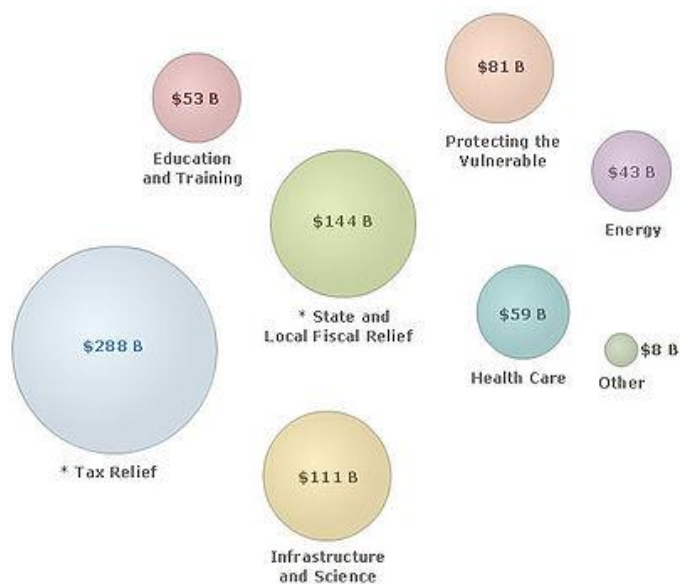 $53 B
Education
and Training
$81 B
Protecting the
Vulnerable
$43 B
Energy
$144 B
* State and
Local Fiscal Relief
$59 B
Health Care
$8 B
Other
$288 B
* Tax Relief
$111 B
Infrastructure
and Science